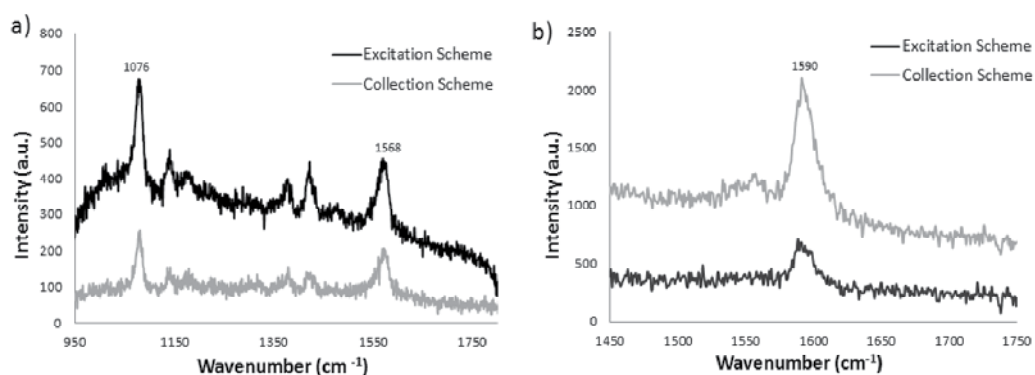 a)
800
700
600
500
400
300
200
100
0
Intensity (a.u.)
1076
1568
Excitation Scheme
Collection Scheme
950 1150 1350 1550 1750
Wavenumber (cm -1)
b)
2500
2000
1500
1000
500
0
Intensity (a.u.)
1590
Excitation Scheme
Collection Scheme
1450 1500 1550 1600 1650 1700 1750
Wavenumber (cm-1)